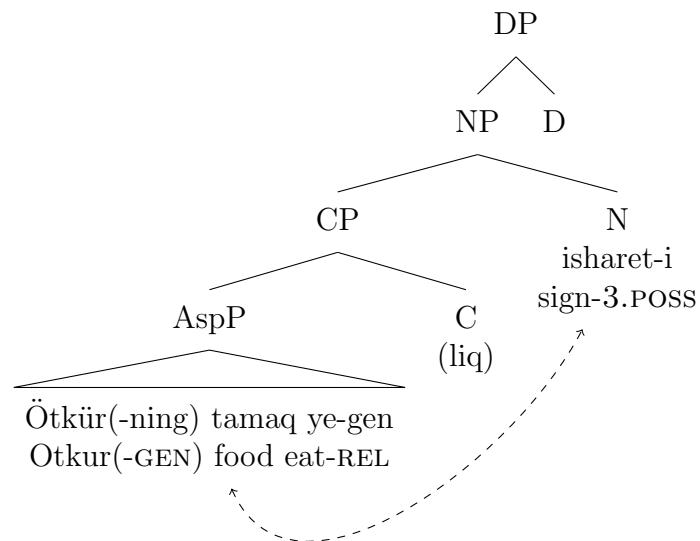 DP
NP D
CP N
isharet-i
sign-3.POSS
AspP C
(liq)
Ötkür(-ning) tamaq ye-gen
Otkur(-GEN) food eat-REL